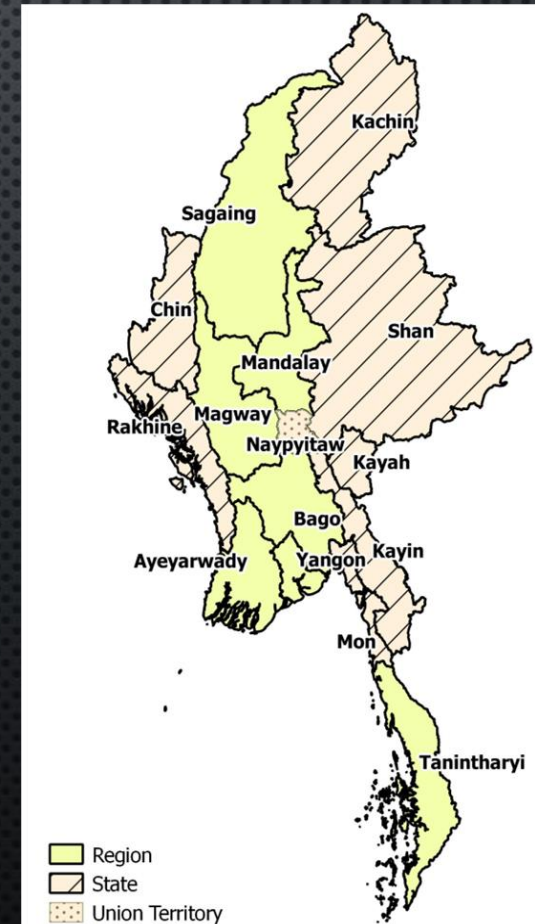 Kachin
Sagaing
Chin
Shan
Mandalay
Magway
Rakhine
Naypyitaw
Kayah
Bago
Ayeyarwady
Yangon
Kayin
Mon
Tanintharyi
Region
State
Union Territory